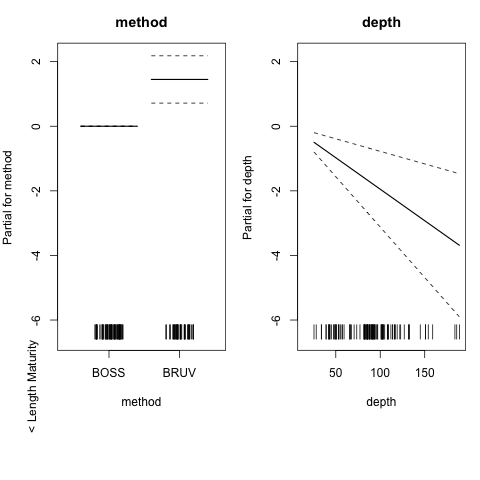 method
depth
Partial for method
2
0
-2
-4
-6
BOSS
BRUV
method
Partial for depth
2
0
-2
-4
-6
50
100
150
depth
< Length Maturity